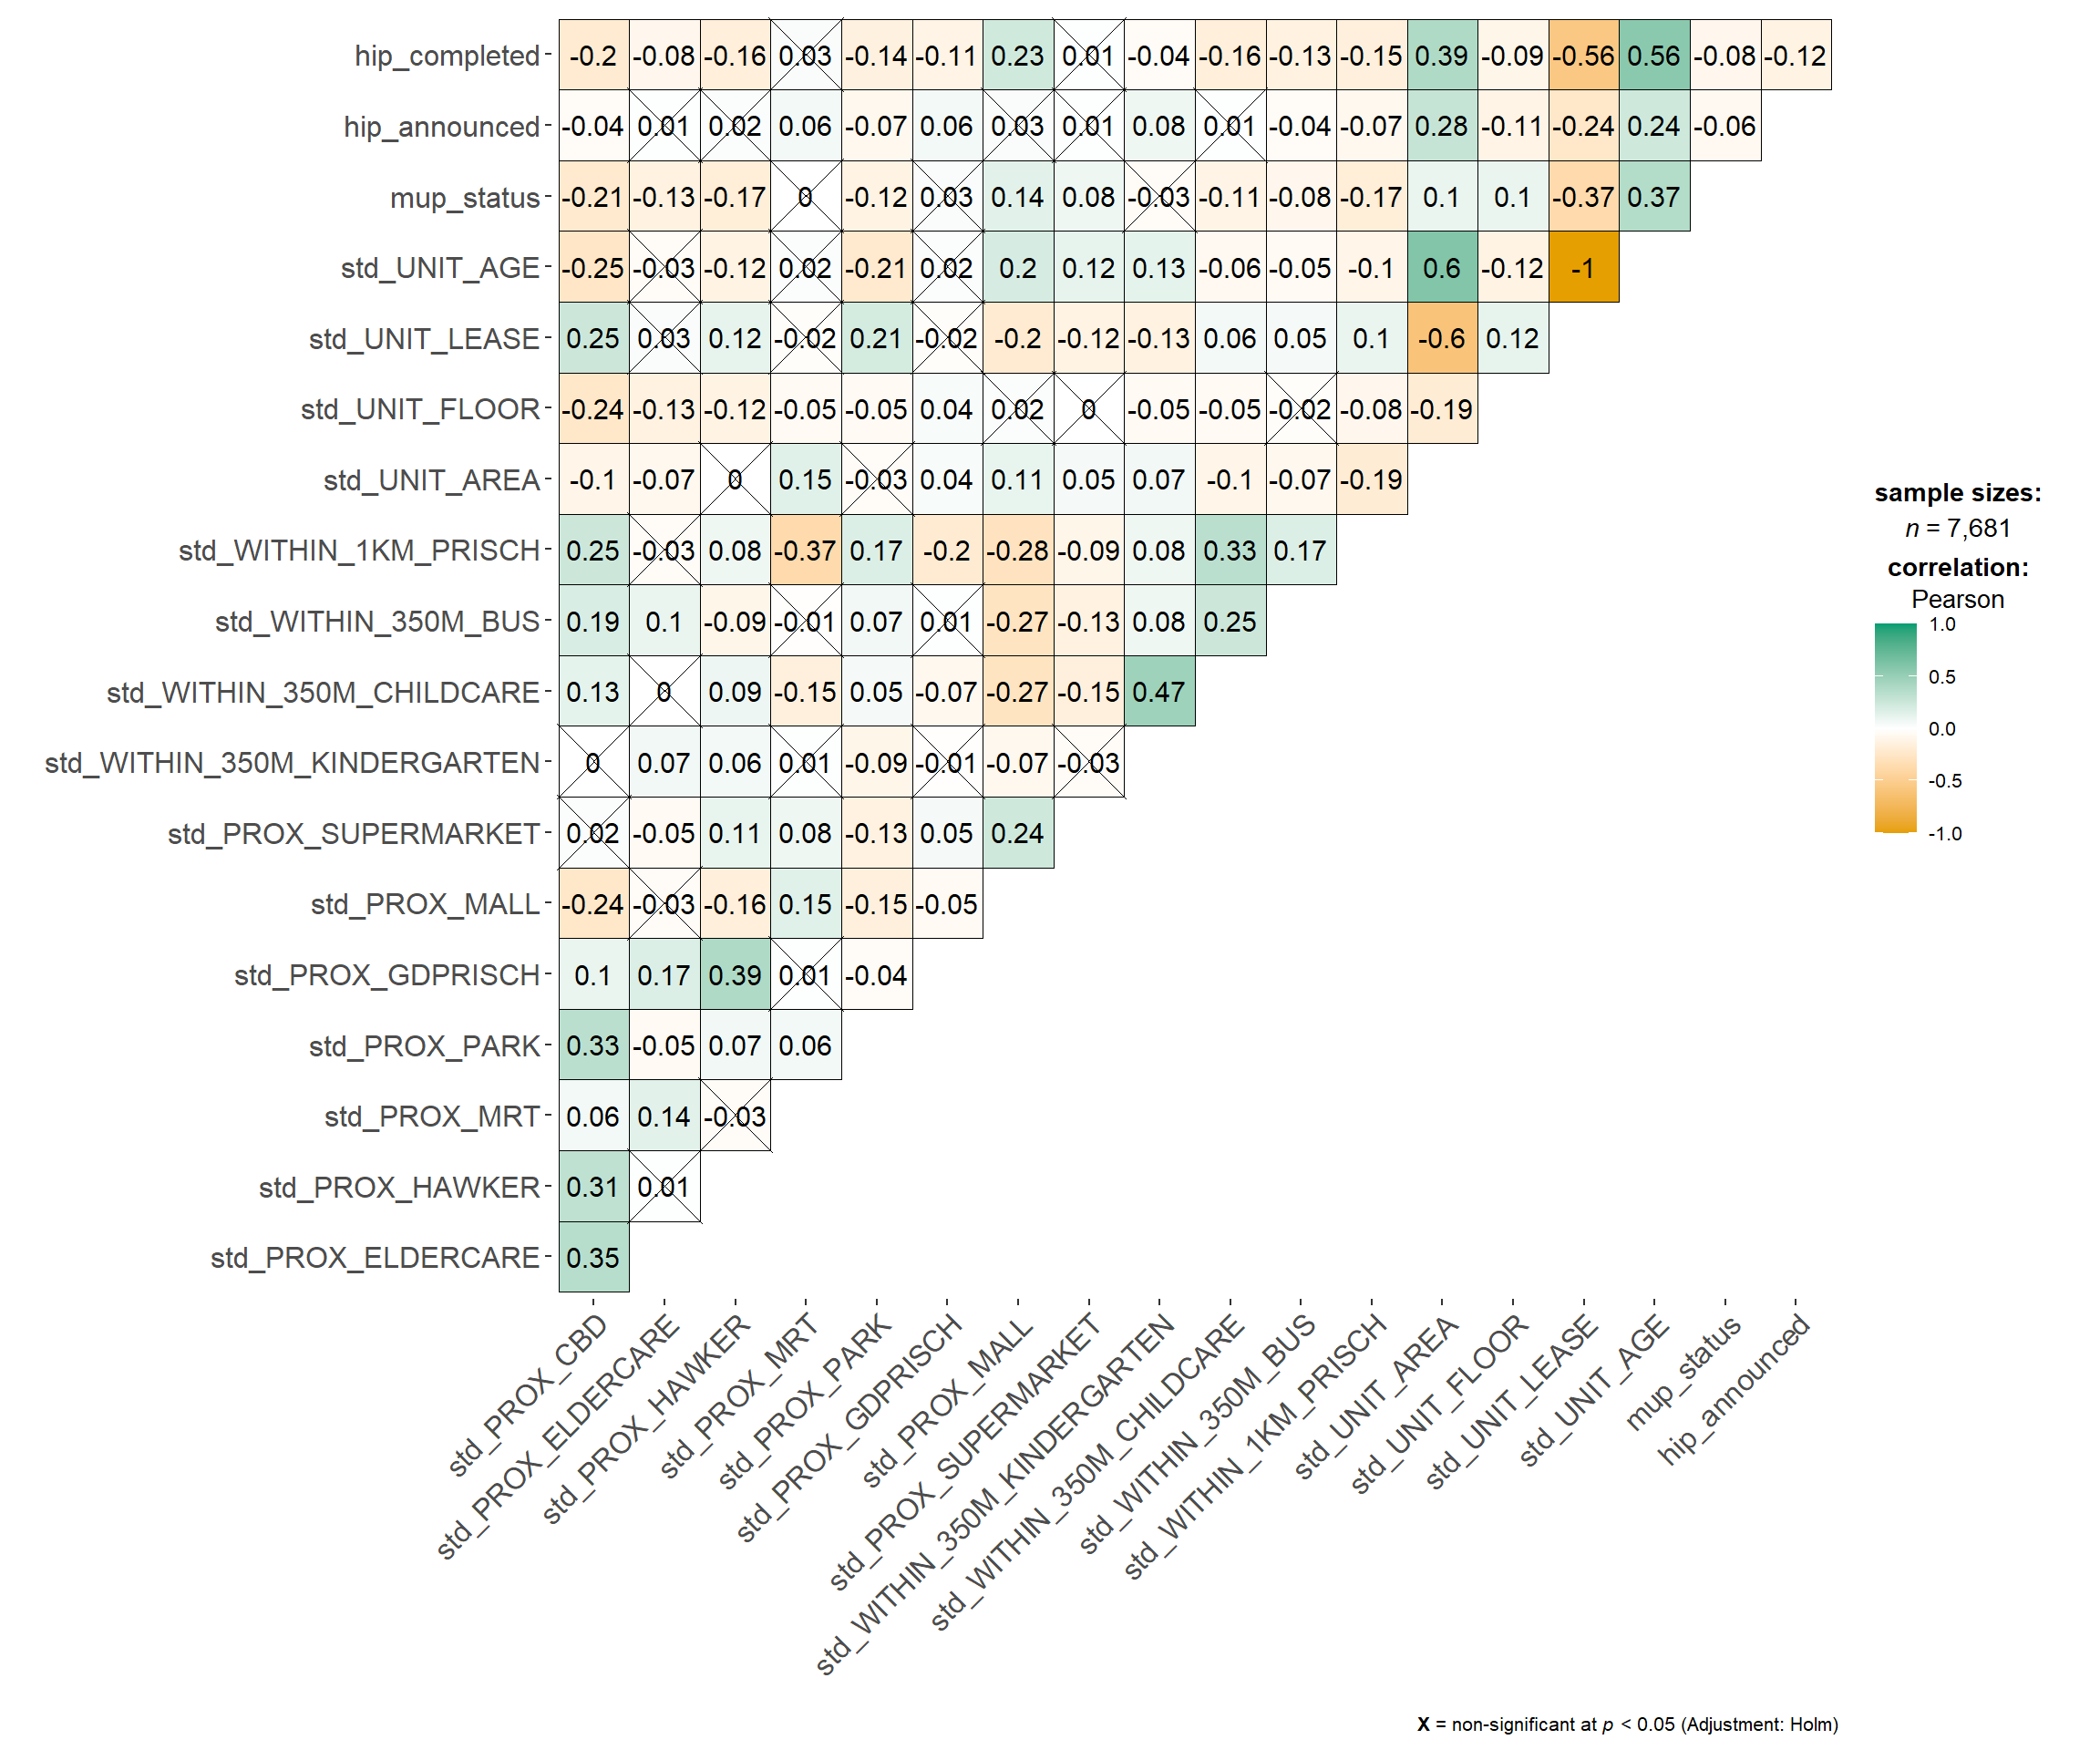 hip_completed -0.2 -0.08 -0.16 0.03 -0.14 -0.11 0.23 0.01 -0.04 -0.16 -0.13 -0.15 0.39 -0.09 -0.56 0.56 -0.08 -0.12
hip_announced -0.04 0.01 0.02 0.06 -0.07 0.06 0.03 0.01 0.08 0.01 -0.04 -0.07 0.28 -0.11 -0.24 0.24 -0.06
mup_status -0.21 -0.13 -0.17 0 -0.12 0.03 0.14 0.08 -0.03 -0.11 -0.08 -0.17 0.1 0.1 -0.37 0.37
std_UNIT_AGE -0.25 -0.03 -0.12 0.02 -0.21 0.02 0.2 0.12 0.13 -0.06 -0.05 -0.1 0.6 -0.12 -1
std_UNIT_LEASE 0.25 0.03 0.12 -0.02 0.21 -0.02 -0.2 -0.12 -0.13 0.06 0.05 0.1 -0.6 0.12
std_UNIT_FLOOR -0.24 -0.13 -0.12 -0.05 -0.05 0.04 0.02 0 -0.05 -0.05 -0.02 -0.08 -0.19
std_UNIT_AREA -0.1 -0.07 0 0.15 -0.03 0.04 0.11 0.05 0.07 -0.1 -0.07 -0.19
std_WITHIN_1KM_PRISCH 0.25 -0.03 0.08 -0.37 0.17 -0.2 -0.28 -0.09 0.08 0.33 0.17
std_WITHIN_350M_BUS 0.19 0.1 -0.09 -0.01 0.07 0.01 -0.27 -0.13 0.08 0.25
std_WITHIN_350M_CHILDCARE 0.13 0 0.09 -0.15 0.05 -0.07 -0.27 -0.15 0.47
std_WITHIN_350M_KINDERGARTEN 0 0.07 0.06 0.01 -0.09 -0.01 -0.07 -0.03
std_PROX_SUPERMARKET 0.02 -0.05 0.11 0.08 -0.13 0.05 0.24
std_PROX_MALL -0.24 -0.03 -0.16 0.15 -0.15 -0.05
std_PROX_GDPRISCH 0.1 0.17 0.39 0.01 -0.04
std_PROX_PARK 0.33 -0.05 0.07 0.06
std_PROX_MRT 0.06 0.14 -0.03
std_PROX_HAWKER 0.31 0.01
std_PROX_ELDERCARE 0.35
std_PROX_CBD
std_PROX_ELDERCARE
std_PROX_HAWKER
std_PROX_MRT
std_PROX_PARK
std_PROX_GDPRISCH
std_PROX_MALL
std_PROX_SUPERMARKET
std_WITHIN_350M_KINDERGARTEN
std_WITHIN_350M_CHILDCARE
std_WITHIN_350M_BUS
std_WITHIN_1KM_PRISCH
std_UNIT_AREA
std_UNIT_FLOOR
std_UNIT_LEASE
std_UNIT_AGE
mup_status
hip_announced
sample sizes:
n = 7,681
correlation:
Pearson
1.0
0.5
0.0
-0.5
-1.0
X = non-significant at p < 0.05 (Adjustment: Holm)